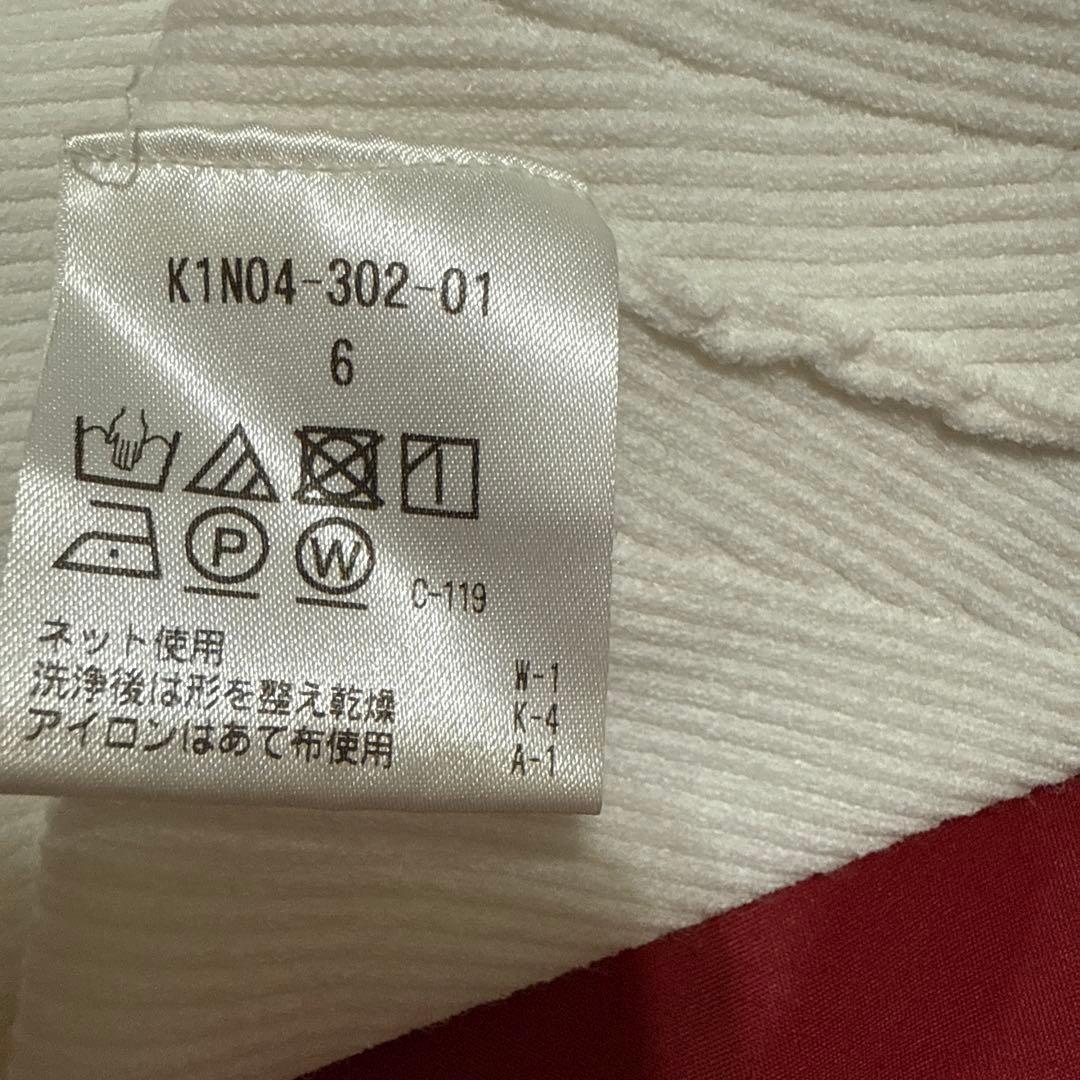 K1N04-302-01
6
P W C-119
ネット使用
洗浄後は形を整え乾燥
アイロンはあて布使用
W-1
K-4
A-1